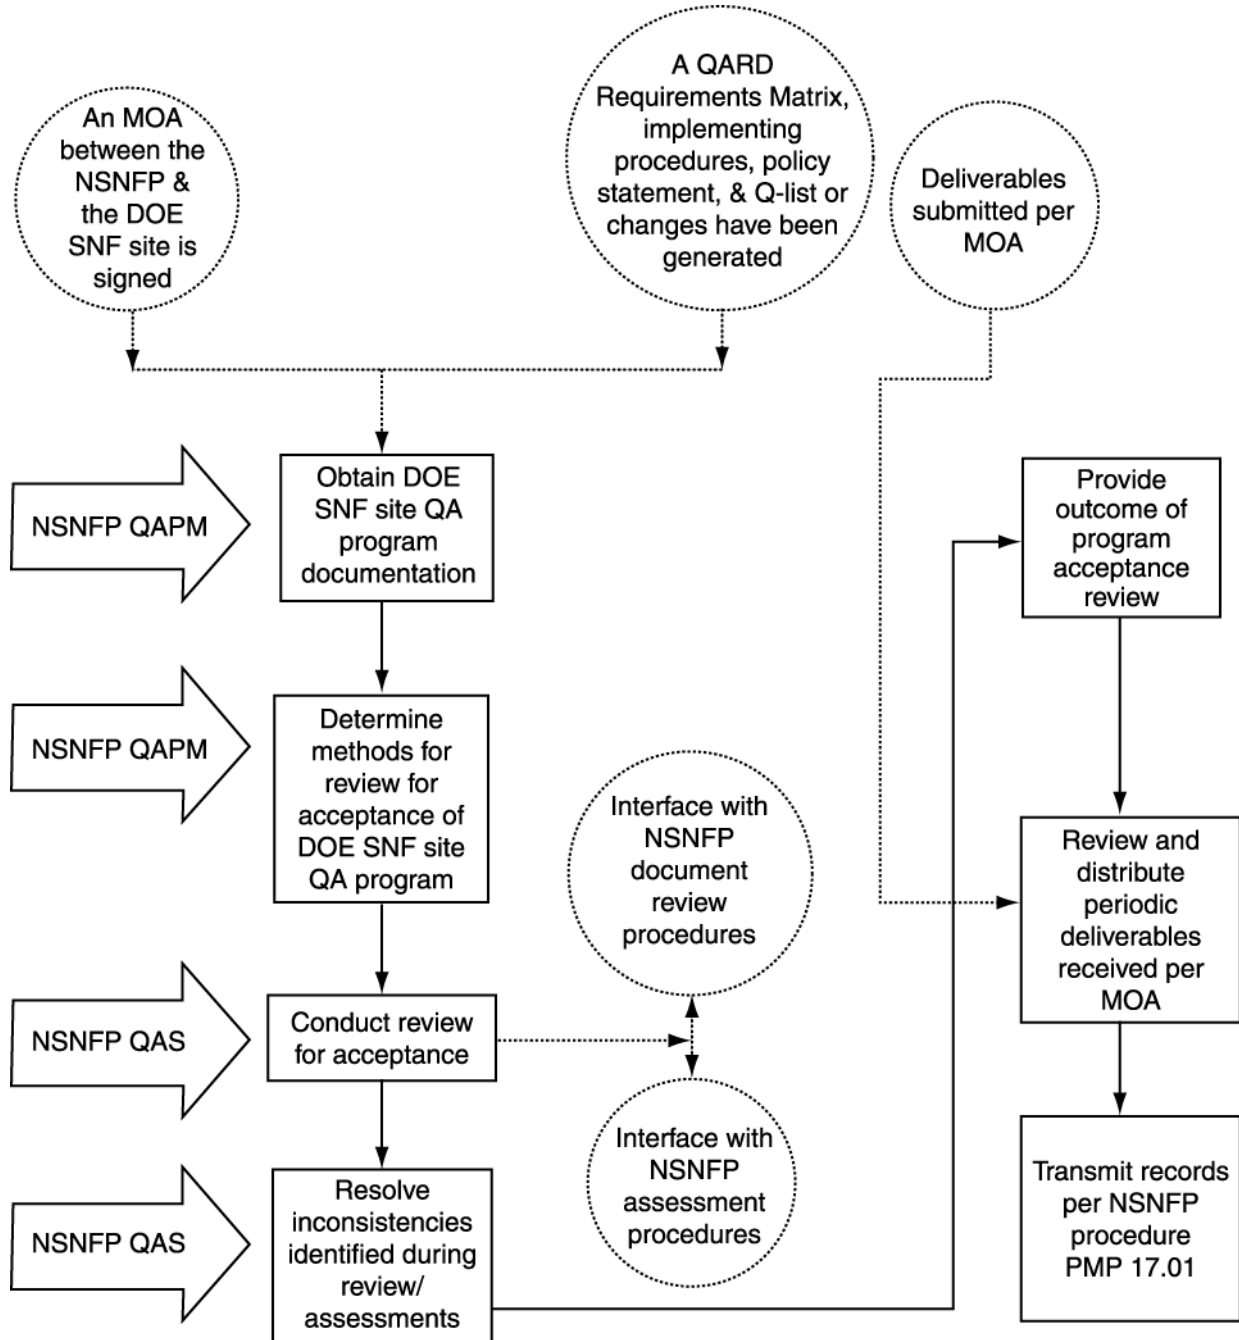 An MOA
between the
NSNFP &
the DOE
SNF site is
signed
A QARD
Requirements Matrix,
implementing
procedures, policy
statement, & Q-list or
changes have been
generated
Deliverables
submitted per
MOA
NSNFP QAPM
Obtain DOE
SNF site QA
program
documentation
NSNFP QAPM
Determine
methods for
review for
acceptance of
DOE SNF site
QA program
NSNFP QAS
Conduct review
for acceptance
Interface with
NSNFP
document
review
procedures
Interface with
NSNFP
assessment
procedures
NSNFP QAS
Resolve
inconsistencies
identified during
review/
assessments
Provide
outcome of
program
acceptance
review
Review and
distribute
periodic
deliverables
received per
MOA
Transmit records
per NSNFP
procedure
PMP 17.01